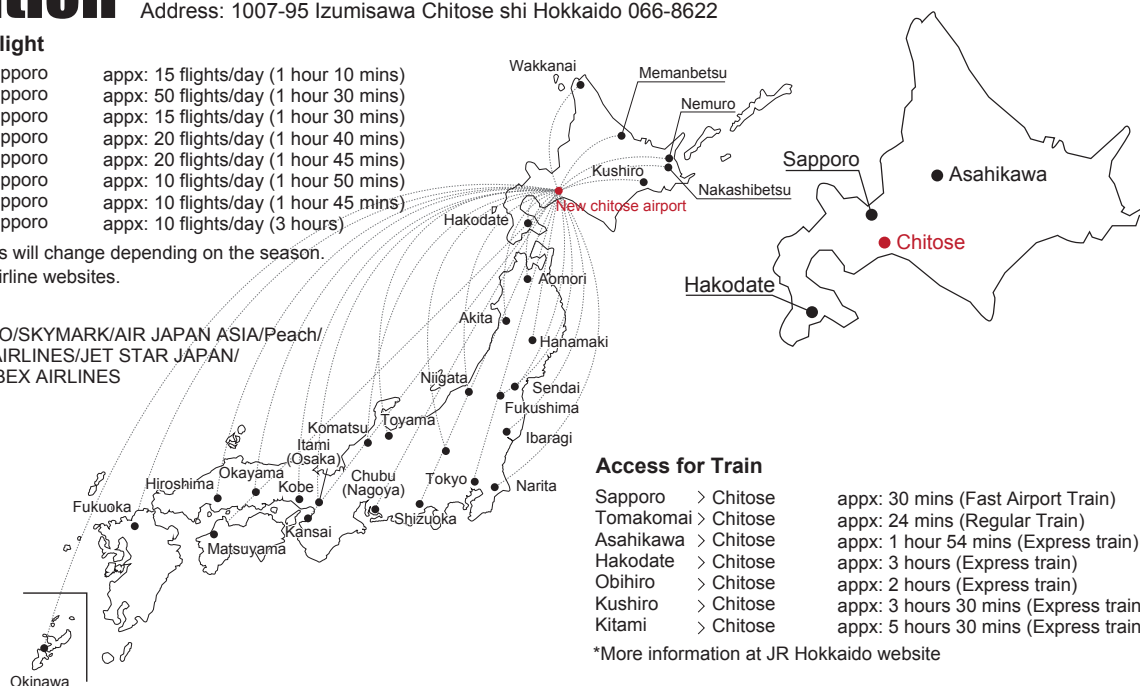 Address: 1007-95 Izumisawa Chitose shi Hokkaido 066-8622
appx: 15 flights/day (1 hour 10 mins)
appx: 50 flights/day (1 hour 30 mins)
appx: 15 flights/day (1 hour 30 mins)
appx: 20 flights/day (1 hour 40 mins)
appx: 20 flights/day (1 hour 45 mins)
appx: 10 flights/day (1 hour 50 mins)
appx: 10 flights/day (1 hour 45 mins)
appx: 10 flights/day (3 hours)
s will change depending on the season.
irline websites.
O/SKYMARK/AIR JAPAN ASIA/Peach/
AIRLINES/JET STAR JAPAN/
BEX AIRLINES
Wakkanai
Memanbetsu
Nemuro
Kushiro
Nakashibetsu
New chitose airport
Hakodate
Aomori
Akita
Hanamaki
Niigata
Sendai
Fukushima
Toyama
Komatsu
Ibaragi
Itami
(Osaka)
Okayama
Hiroshima
Kobe
Chubu
(Nagoya)
Tokyo
Narita
Fukuoka
Shizuoka
Kansai
Matsuyama
Okinawa
Sapporo
Asahikawa
Chitose
Hakodate
Access for Train
Sapporo > Chitose appx: 30 mins (Fast Airport Train)
Tomakomai > Chitose appx: 24 mins (Regular Train)
Asahikawa > Chitose appx: 1 hour 54 mins (Express train)
Hakodate > Chitose appx: 3 hours (Express train)
Obihiro > Chitose appx: 2 hours (Express train)
Kushiro > Chitose appx: 3 hours 30 mins (Express train
Kitami > Chitose appx: 5 hours 30 mins (Express train
*More information at JR Hokkaido website